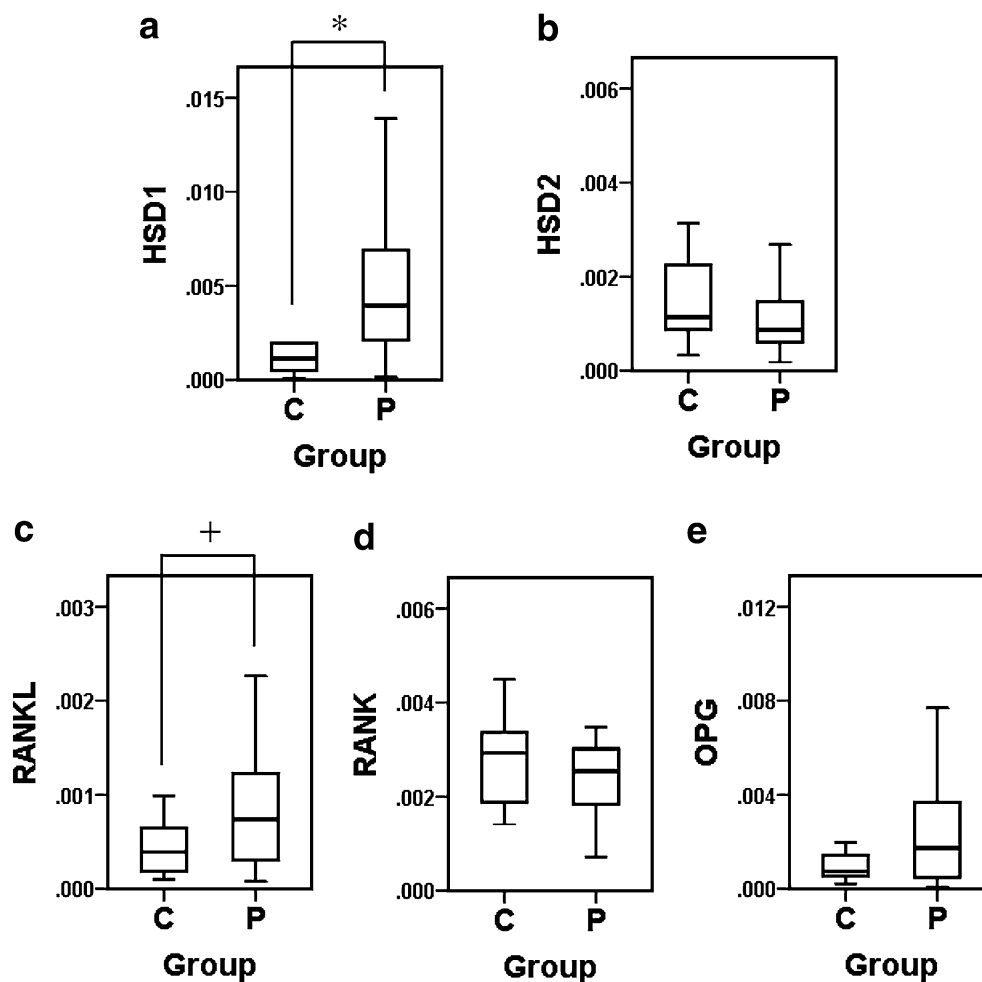 a
*
HSD1
.015
.010
.005
.000
C P
Group
b
HSD2
.006
.004
.002
.000
C P
Group
c
+
RANKL
.003
.002
.001
.000
C P
Group
d
RANK
.006
.004
.002
.000
C P
Group
e
OPG
.012
.008
.004
.000
C P
Group